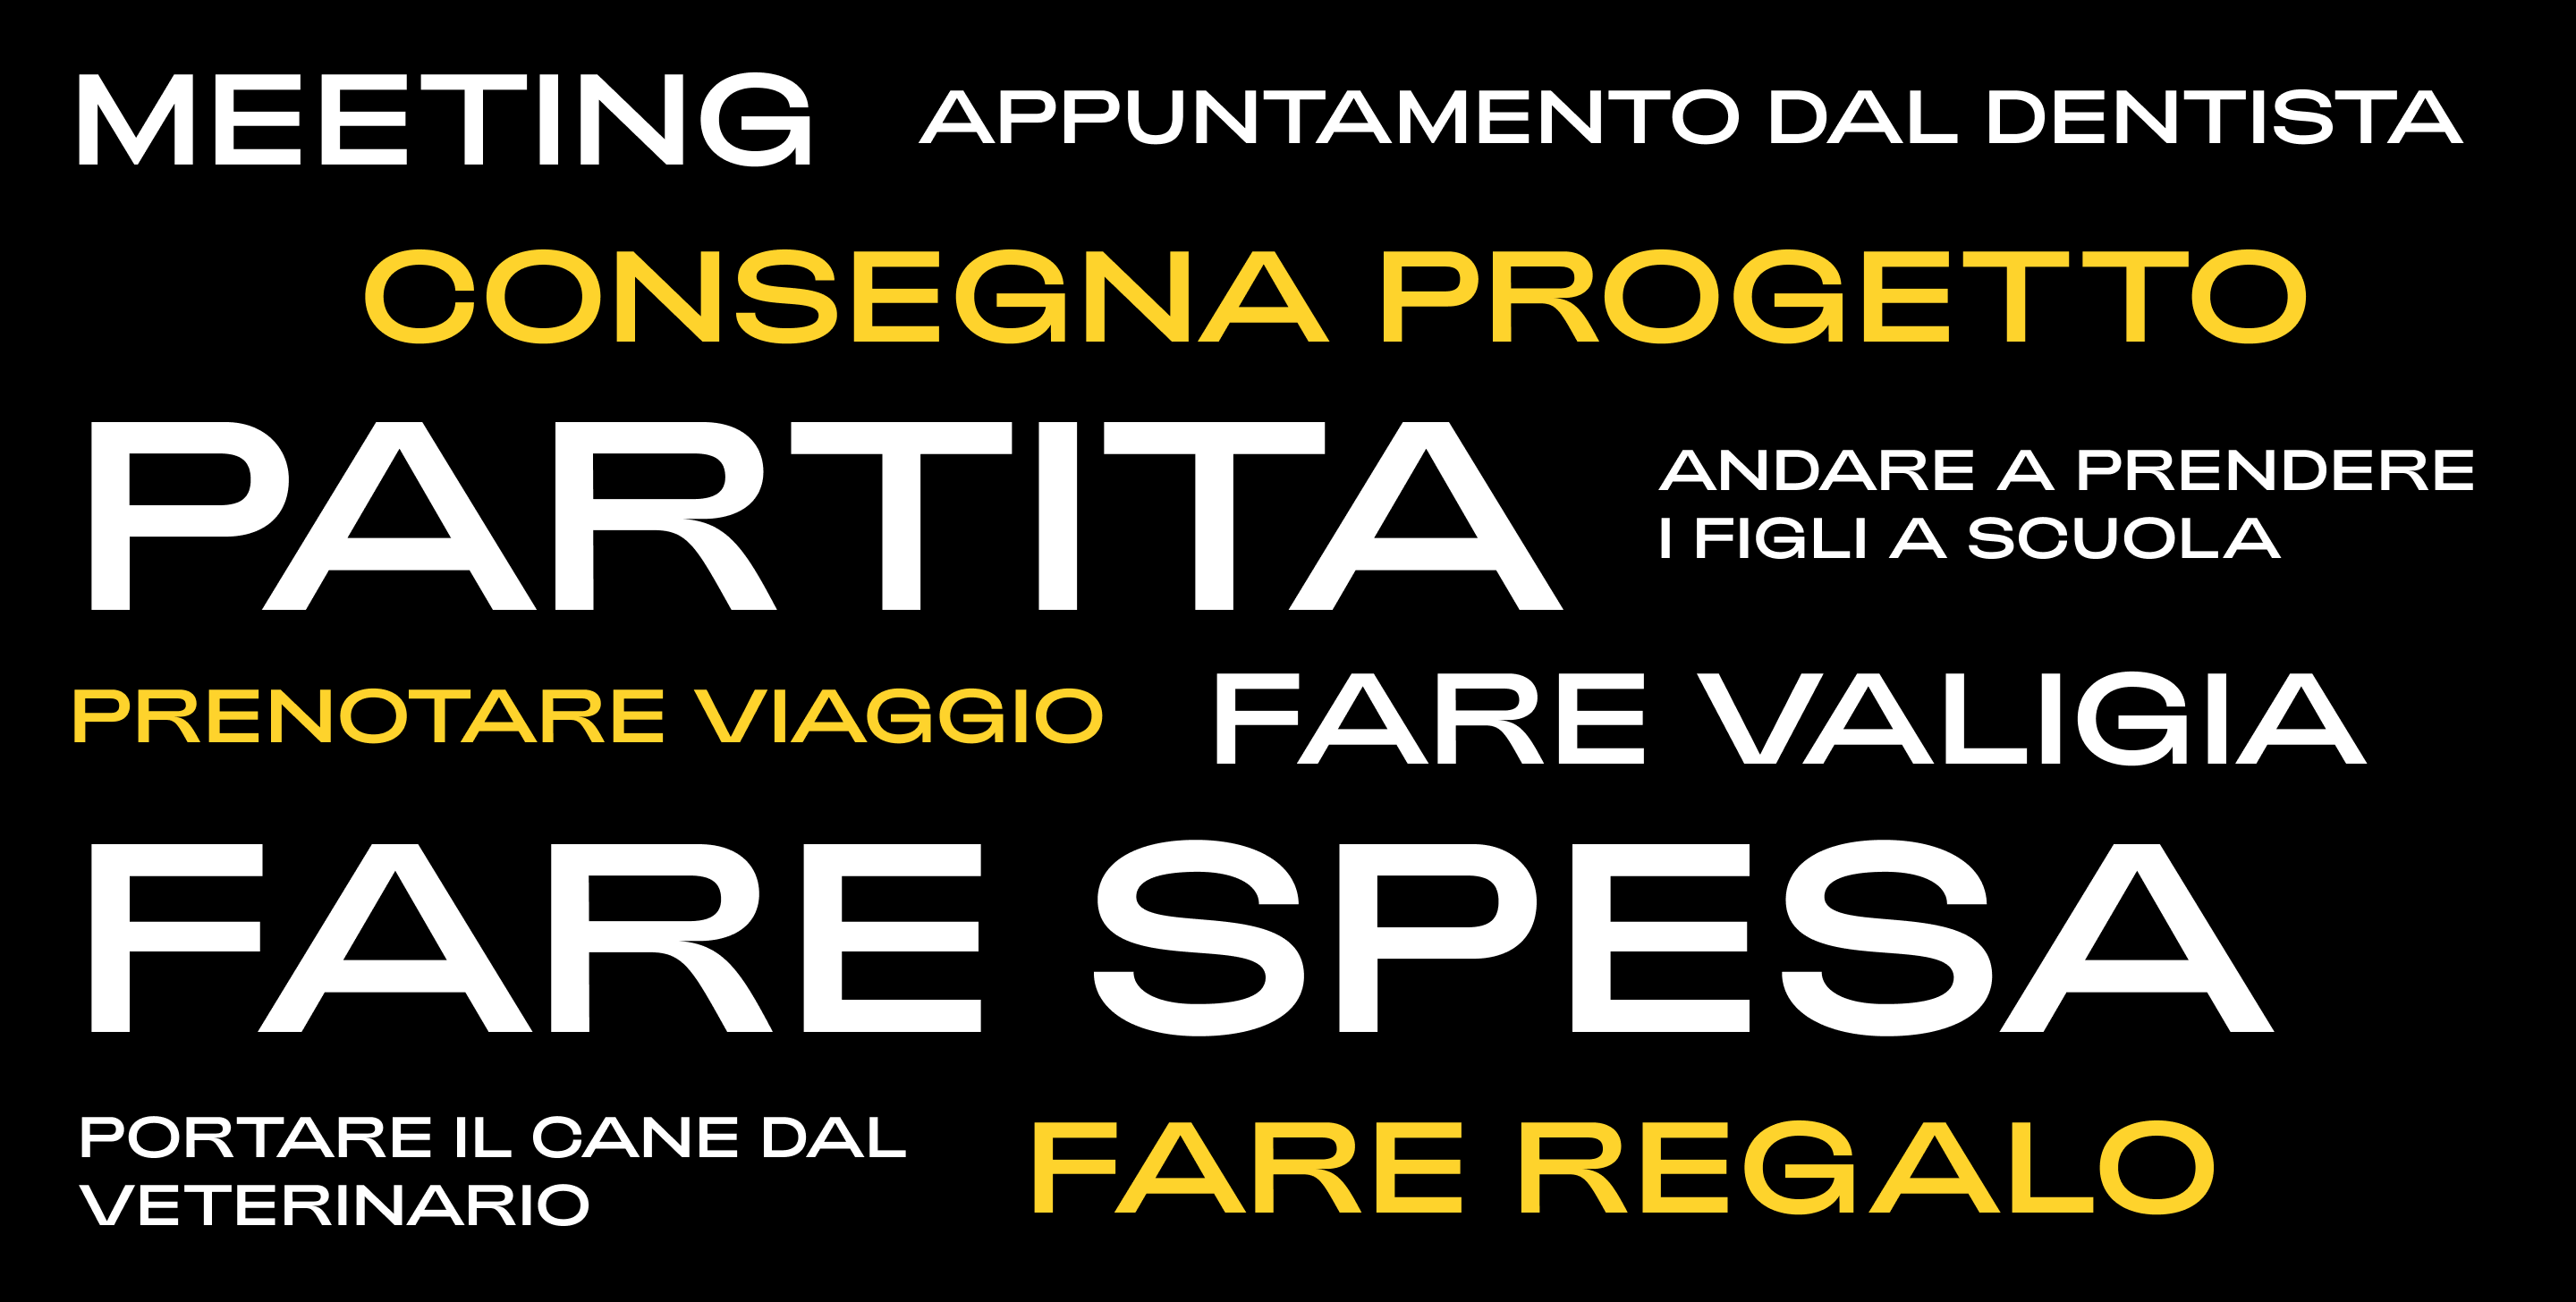 MEETING
APPUNTAMENTO DAL DENTISTA
CONSEGNA PROGETTO
PARTITA
ANDARE A PRENDERE
I FIGLI A SCUOLA
PRENOTARE VIAGGIO
FARE VALIGIA
FARE SPESA
PORTARE IL CANE DAL
VETERINARIO
FARE REGALO